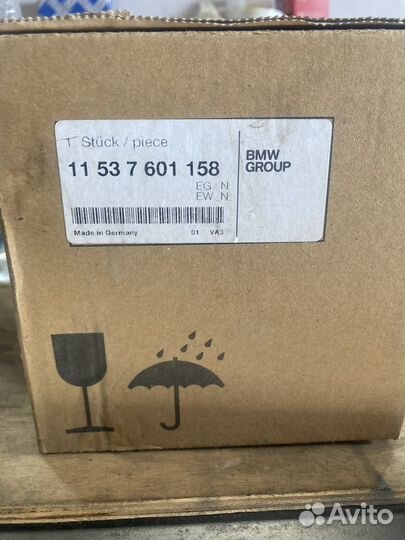 1 Stück / piece
11 53 7 601 158
EG N
EW N
BMW
GROUP
Made in Germany 01 VA3
Avito